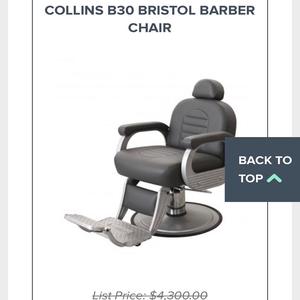 COLLINS B30 BRISTOL BARBER
CHAIR
BACK TO
TOP
List Price: $4,300.00